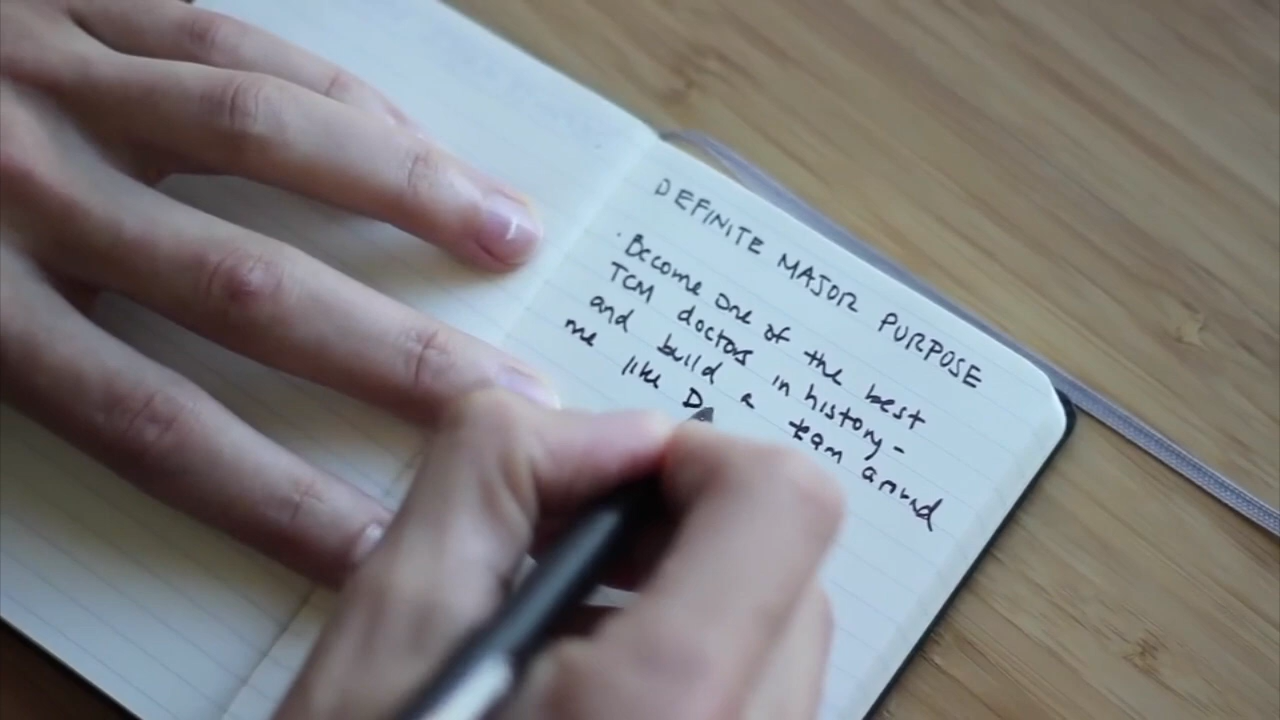 DEFINITE MAJOR PURPOSE
· Become one of the best
TCM doctors in history-
and build a team around
me like D